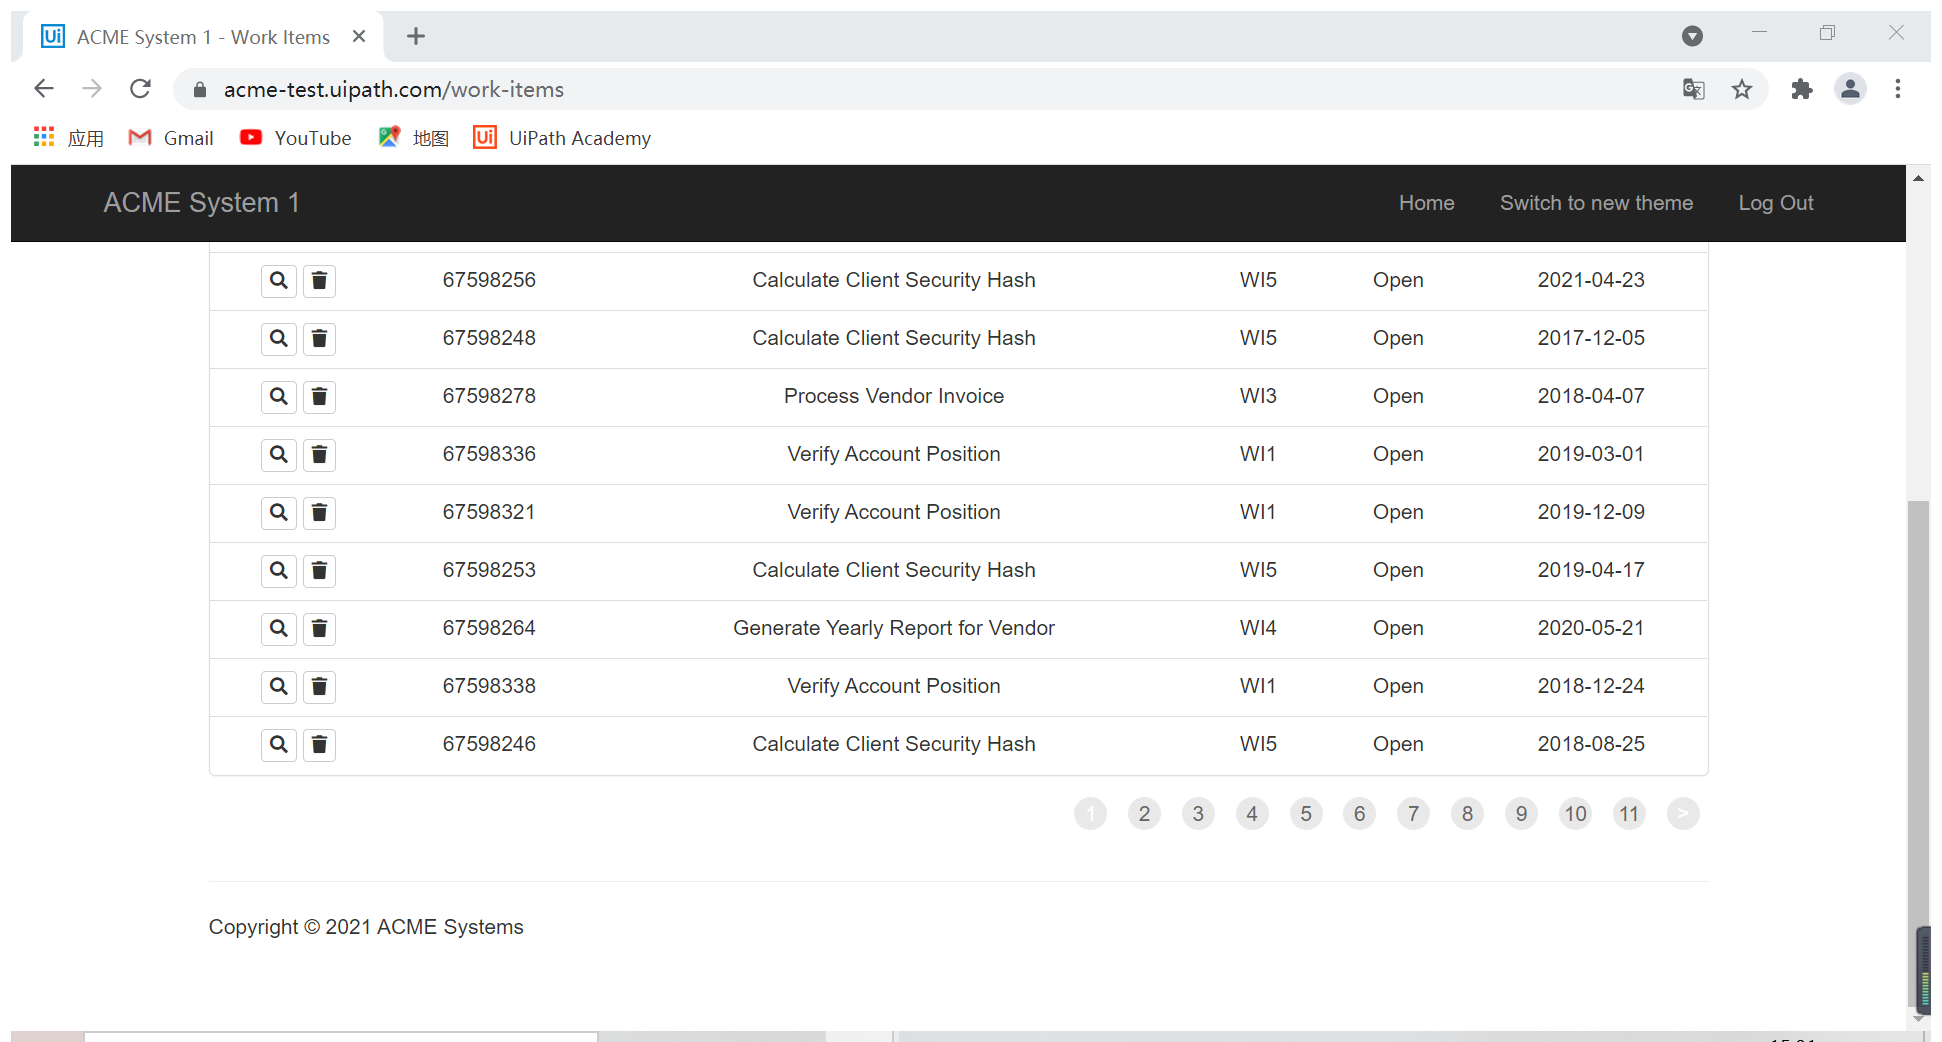 ACME System 1 - Work Items
acme-test.uipath.com/work-items
应用 Gmail YouTube 地图 UiPath Academy
ACME System 1 Home Switch to new theme Log Out
67598256 Calculate Client Security Hash WI5 Open 2021-04-23
67598248 Calculate Client Security Hash WI5 Open 2017-12-05
67598278 Process Vendor Invoice WI3 Open 2018-04-07
67598336 Verify Account Position WI1 Open 2019-03-01
67598321 Verify Account Position WI1 Open 2019-12-09
67598253 Calculate Client Security Hash WI5 Open 2019-04-17
67598264 Generate Yearly Report for Vendor WI4 Open 2020-05-21
67598338 Verify Account Position WI1 Open 2018-12-24
67598246 Calculate Client Security Hash WI5 Open 2018-08-25
1 2 3 4 5 6 7 8 9 10 11 >
Copyright © 2021 ACME Systems